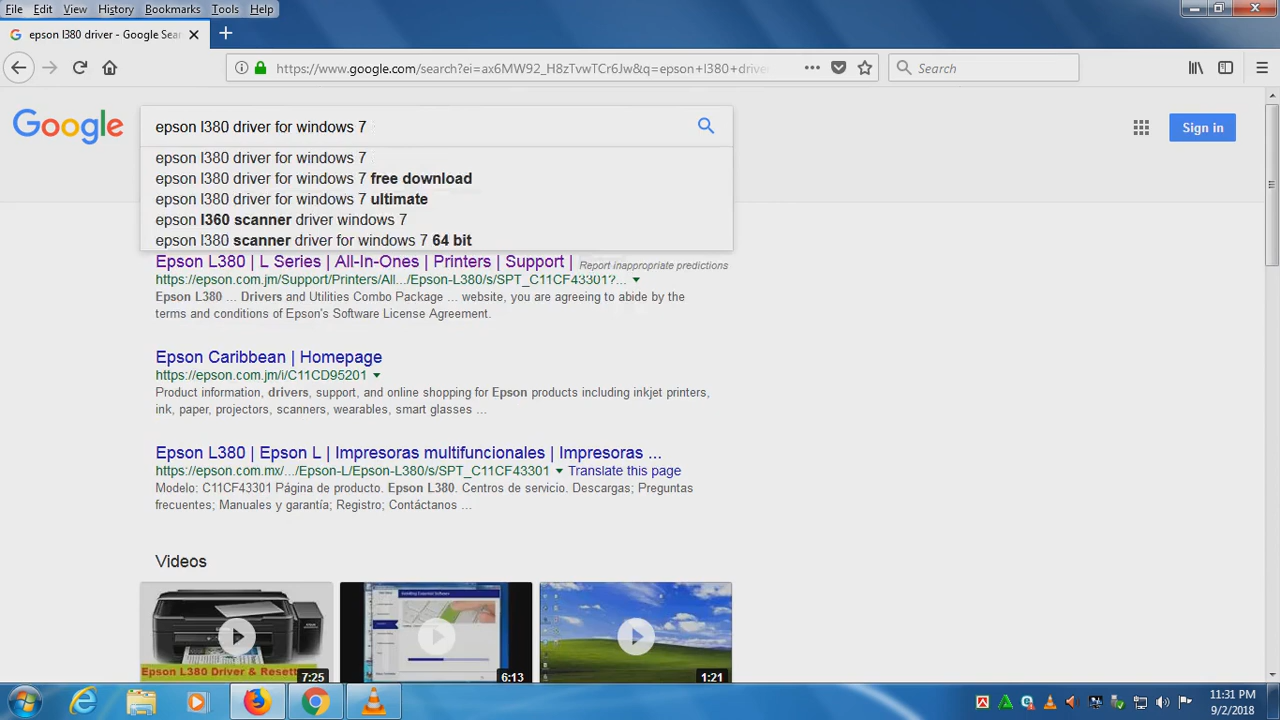 File Edit View History Bookmarks Tools Help
epson l380 driver - Google Sear
https://www.google.com/search?ei=ax6MW92_H8zTvwTCr6Jw&q=epson+l380+drive
Search
Google
epson l380 driver for windows 7
Sign in
epson l380 driver for windows 7
epson l380 driver for windows 7 free download
epson l380 driver for windows 7 ultimate
epson l360 scanner driver windows 7
epson l380 scanner driver for windows 7 64 bit
Epson L380 | L Series | All-In-Ones | Printers | Support |
Report inappropriate predictions
https://epson.com.jm/Support/Printers/All.../Epson-L380/s/SPT_C11CF43301?...
Epson L380 ... Drivers and Utilities Combo Package ... website, you are agreeing to abide by the
terms and conditions of Epson's Software License Agreement.
Epson Caribbean | Homepage
https://epson.com.jm/i/C11CD95201
Product information, drivers, support, and online shopping for Epson products including inkjet printers,
ink, paper, projectors, scanners, wearables, smart glasses ...
Epson L380 | Epson L | Impresoras multifuncionales | Impresoras ...
https://epson.com.mx/.../Epson-L/Epson-L380/s/SPT_C11CF43301 Translate this page
Modelo: C11CF43301 Página de producto. Epson L380. Centros de servicio. Descargas; Preguntas
frecuentes; Manuales y garantía; Registro; Contáctanos ...
Videos
Epson L380 Driver & Resett
7:25
6:13
1:21
11:31 PM
9/2/2018